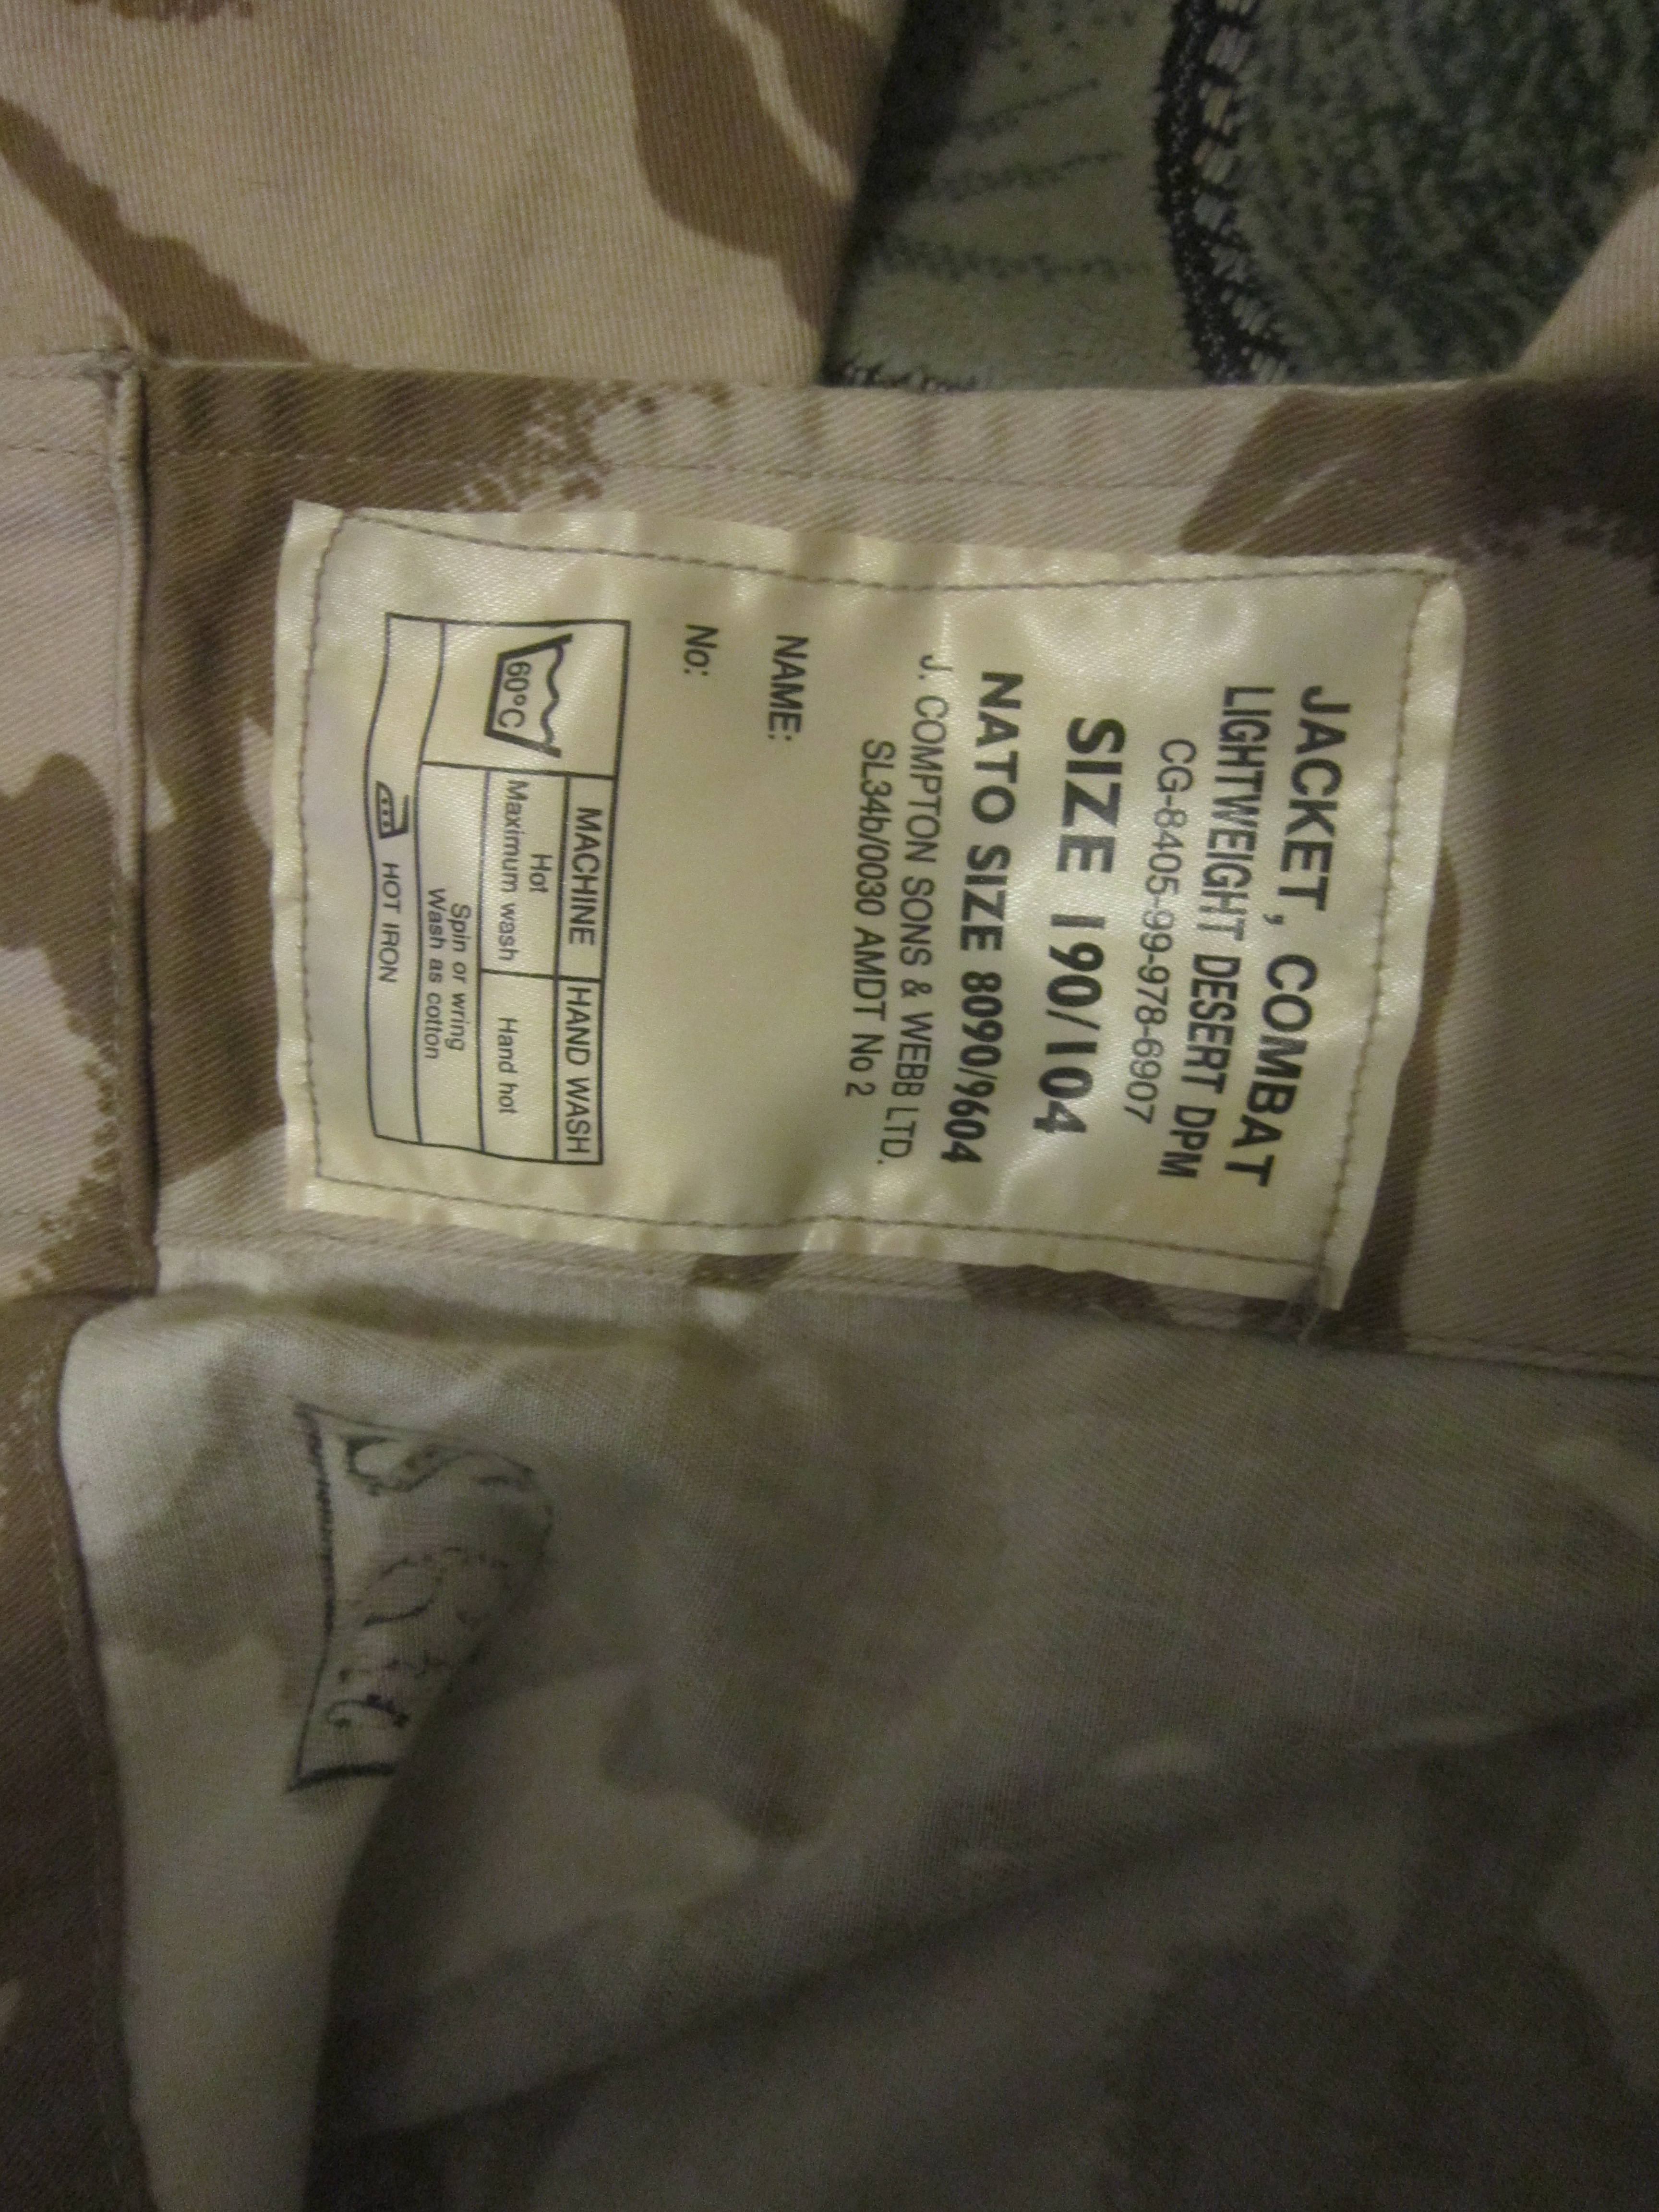 JACKET, COMBAT
LIGHTWEIGHT DESERT DPM
CG-8405-99-978-6907
SIZE 190/104
NATO SIZE 8090/9604
J. COMPTON SONS & WEBB LTD.
SL34b/0030 AMDT No 2
NAME:
No:
MACHINE HAND WASH
60°C Hot Maximum wash Hand hot
Spin or wring
Wash as cotton
HOT IRON